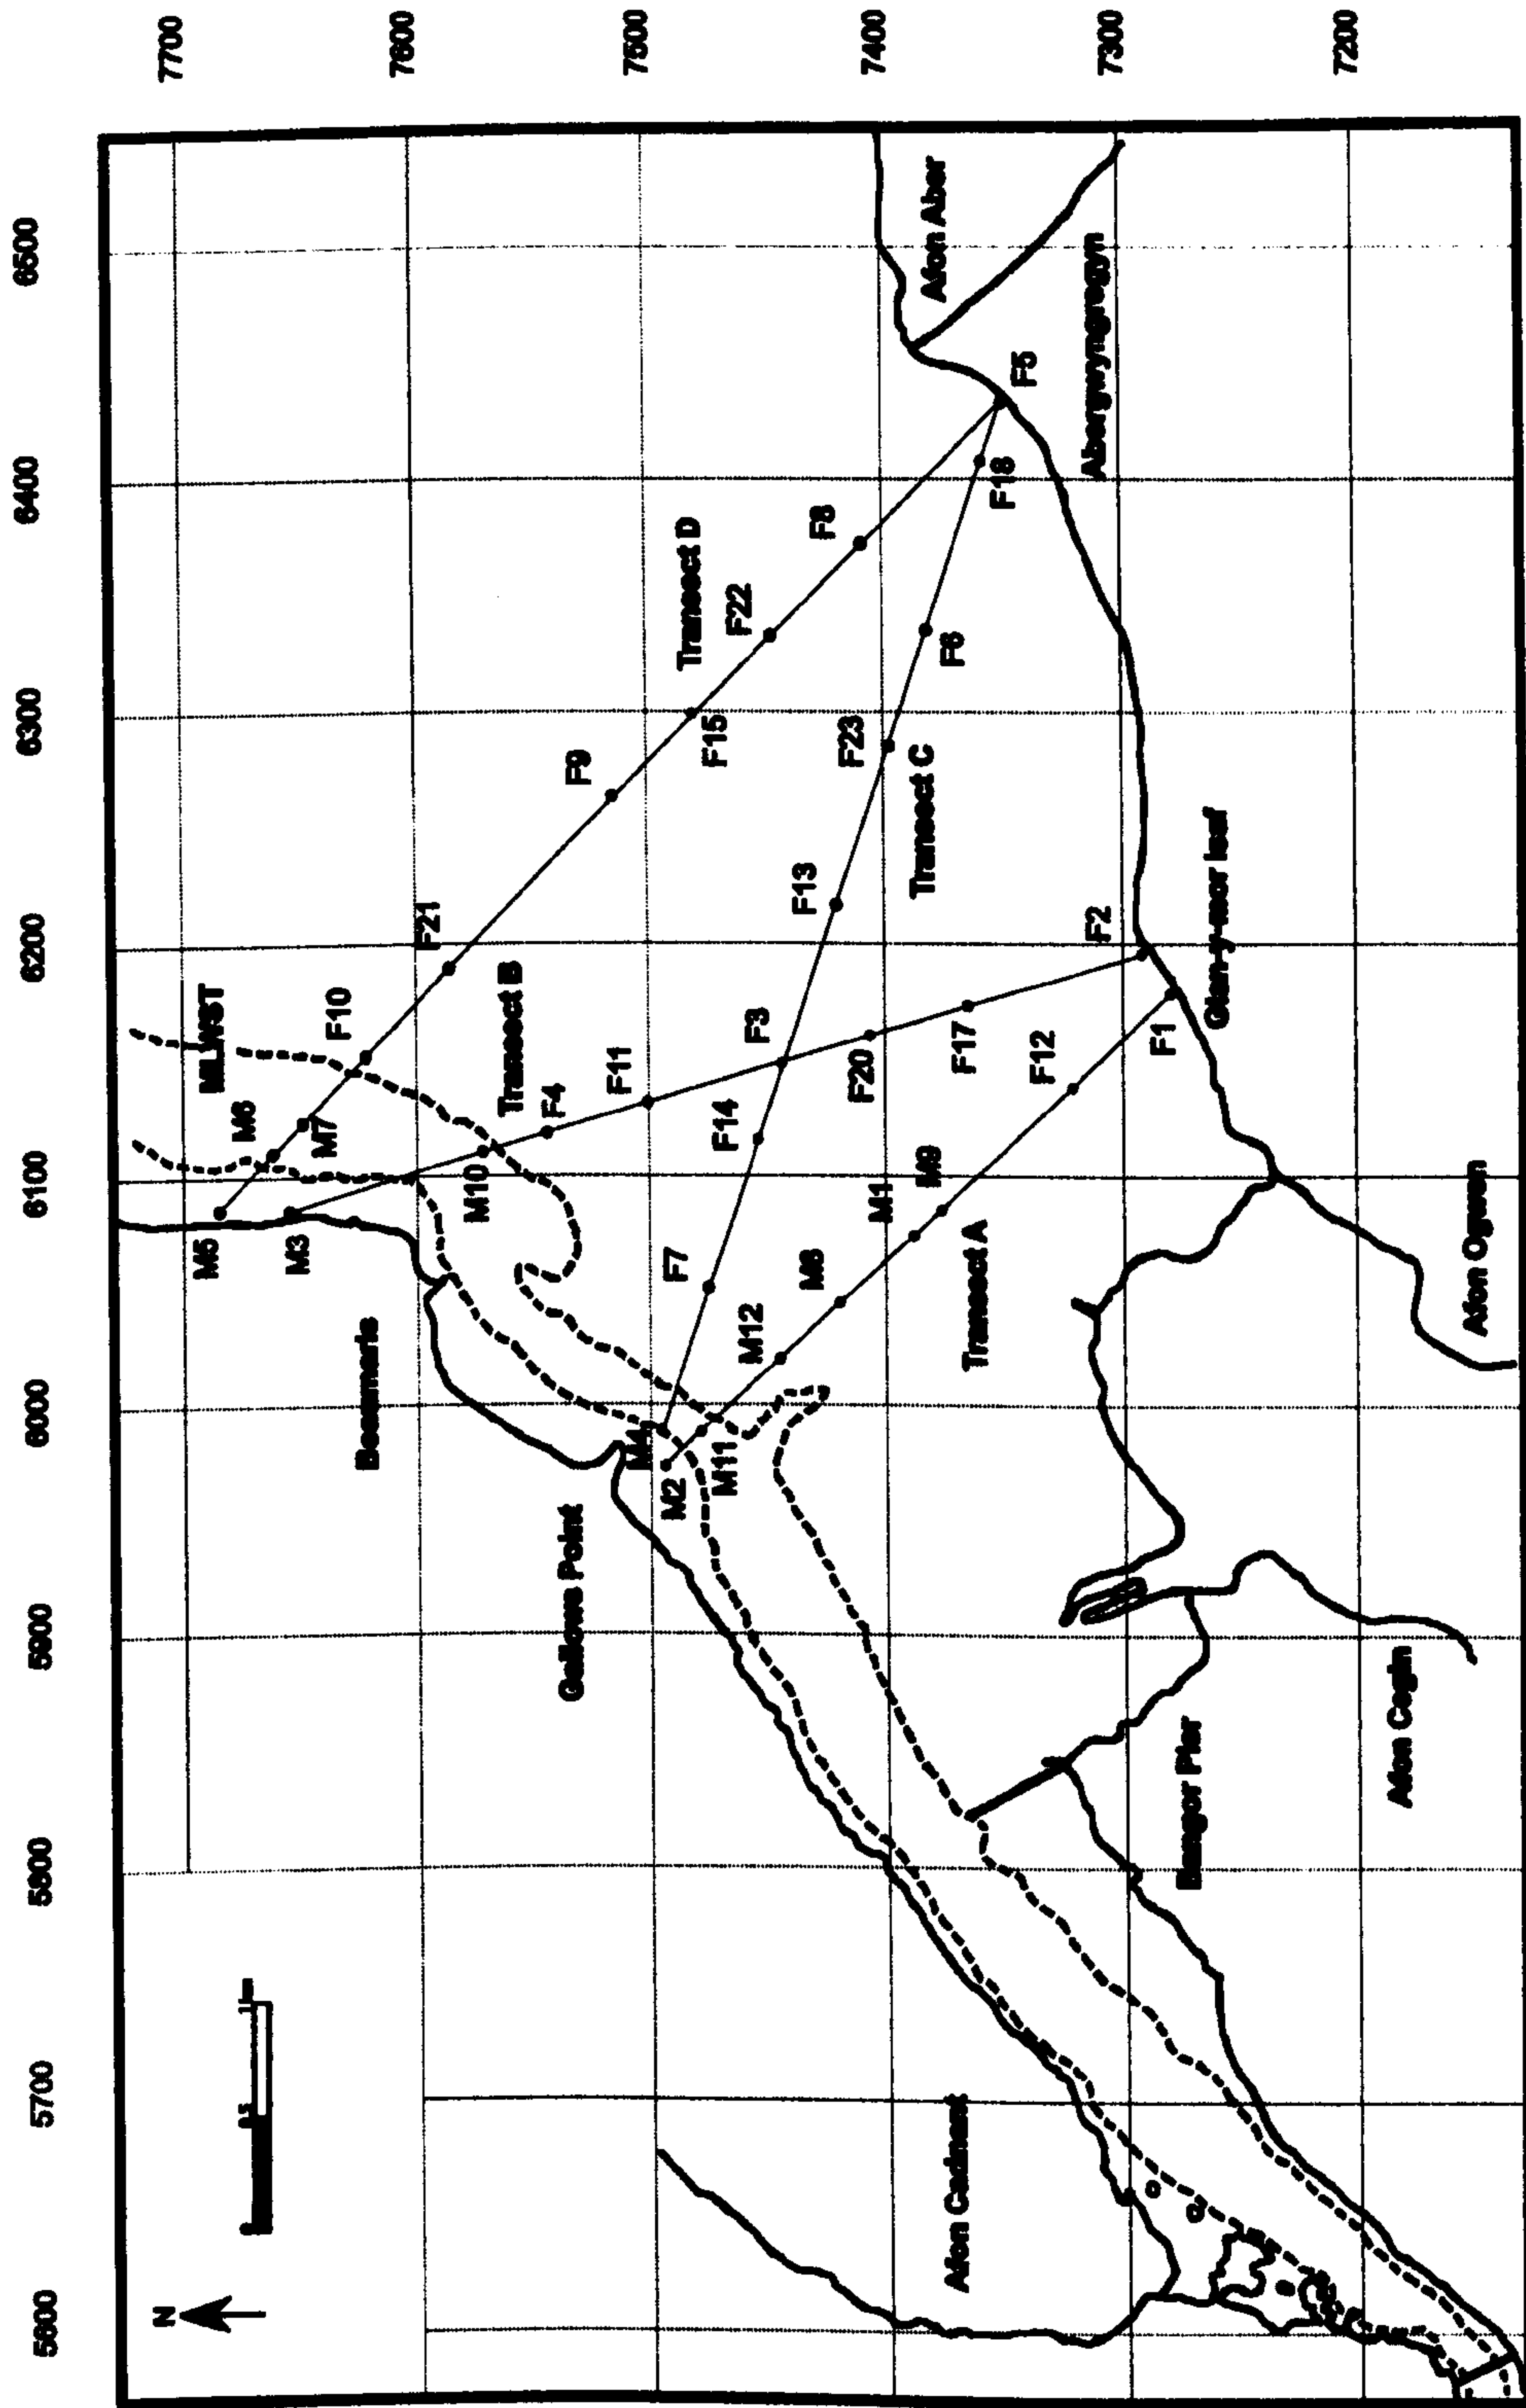 5600 5700 5800 5900 6000 6100 6200 6300 6400 6500
7700
N
0 0.5 1 km
M5
MLWST
M6
M3
M7
F10
7600
Beaumaris
F21
M10
Transect B
F4
F9
F11
7500
Gallows Point
M4
M2
F7
Transect D
F15
M11
F14
F22
M12
F3
M8
F13
F8
F23
F20
M1
7400
Transect C
M9
Afon Aber
F6
Afon Cadnant
F17
Transect A
F18
F5
F12
F2
Abergwyngregyn
7300
F1
Bangor Pier
Glan-y-mor Isaf
7200
Afon Cegin
Afon Ogwen